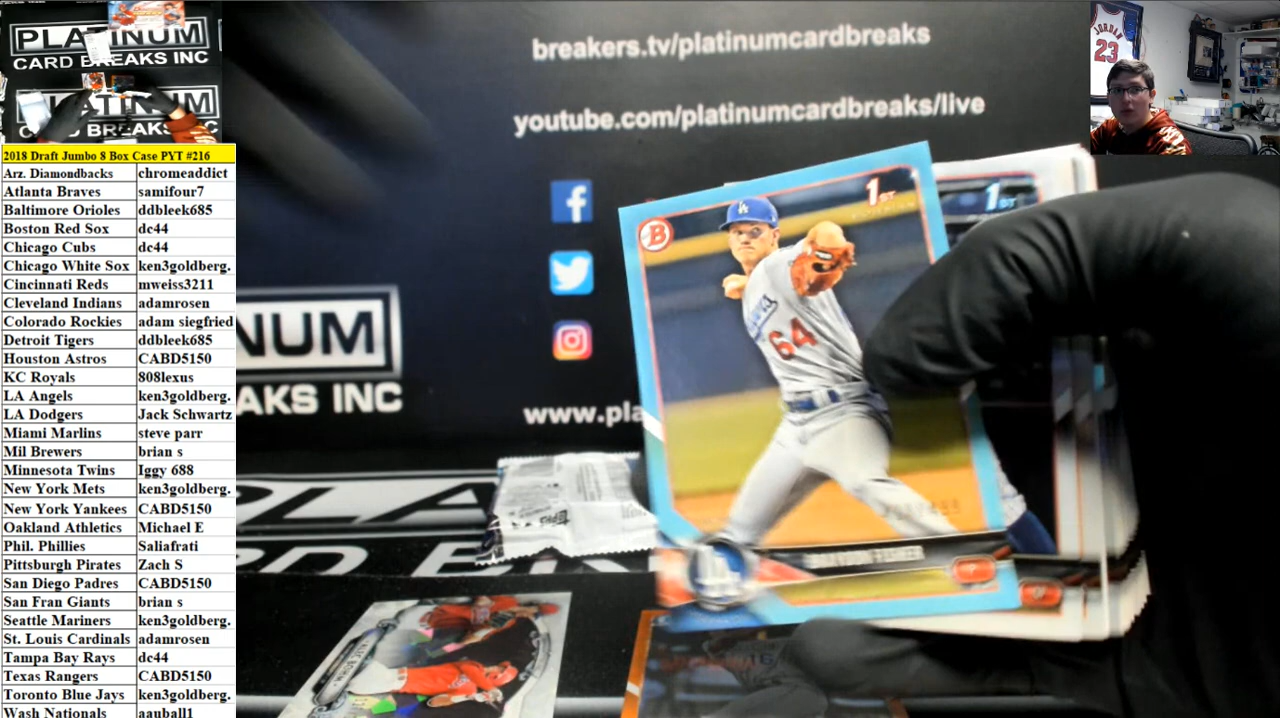 PLATINUM
CARD BREAKS INC
PLATINUM
CARD BREAKS INC
2018 Draft Jumbo 8 Box Case PYT #216
Arz. Diamondbacks chromeaddict
Atlanta Braves samifour7
Baltimore Orioles ddbleek685
Boston Red Sox dc44
Chicago Cubs dc44
Chicago White Sox ken3goldberg.
Cincinnati Reds mweiss3211
Cleveland Indians adamrosen
Colorado Rockies adam siegfried
Detroit Tigers ddbleek685
Houston Astros CABD5150
KC Royals 808lexus
LA Angels ken3goldberg.
LA Dodgers Jack Schwartz
Miami Marlins steve parr
Mil Brewers brian s
Minnesota Twins Iggy 688
New York Mets ken3goldberg.
New York Yankees CABD5150
Oakland Athletics Michael E
Phil. Phillies Saliafrati
Pittsburgh Pirates Zach S
San Diego Padres CABD5150
San Fran Giants brian s
Seattle Mariners ken3goldberg.
St. Louis Cardinals adamrosen
Tampa Bay Rays dc44
Texas Rangers CABD5150
Toronto Blue Jays ken3goldberg.
Wash Nationals aauball1
breakers.tv/platinumcardbreaks
youtube.com/platinumcardbreaks/live
NUM
AKS INC
www.pla
B
1ST
1ST
LA
64
P
topps
ALEC BOHM
JORDAN
23